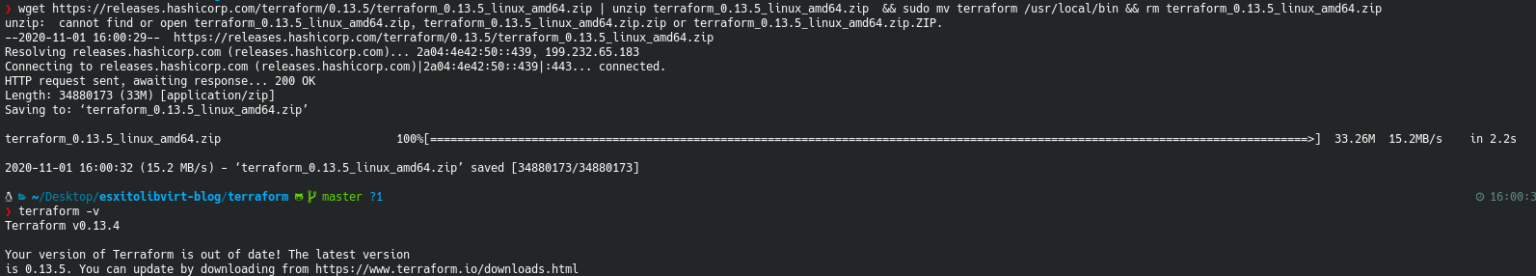 ❯ wget https://releases.hashicorp.com/terraform/0.13.5/terraform_0.13.5_linux_amd64.zip | unzip terraform_0.13.5_linux_amd64.zip  && sudo mv terraform /usr/local/bin && rm terraform_0.13.5_linux_amd64.zip
unzip:  cannot find or open terraform_0.13.5_linux_amd64.zip, terraform_0.13.5_linux_amd64.zip.zip or terraform_0.13.5_linux_amd64.zip.ZIP.
--2020-11-01 16:00:29--  https://releases.hashicorp.com/terraform/0.13.5/terraform_0.13.5_linux_amd64.zip
Resolving releases.hashicorp.com (releases.hashicorp.com)... 2a04:4e42:50::439, 199.232.65.183
Connecting to releases.hashicorp.com (releases.hashicorp.com)|2a04:4e42:50::439|:443... connected.
HTTP request sent, awaiting response... 200 OK
Length: 34880173 (33M) [application/zip]
Saving to: ‘terraform_0.13.5_linux_amd64.zip’
terraform_0.13.5_linux_amd64.zip 100%[=================================================================================================================================>] 33.26M 15.2MB/s in 2.2s
2020-11-01 16:00:32 (15.2 MB/s) - ‘terraform_0.13.5_linux_amd64.zip’ saved [34880173/34880173]
~/Desktop/esxitolibvirt-blog/terraform master ?1 16:00:3
❯ terraform -v
Terraform v0.13.4
Your version of Terraform is out of date! The latest version
is 0.13.5. You can update by downloading from https://www.terraform.io/downloads.html